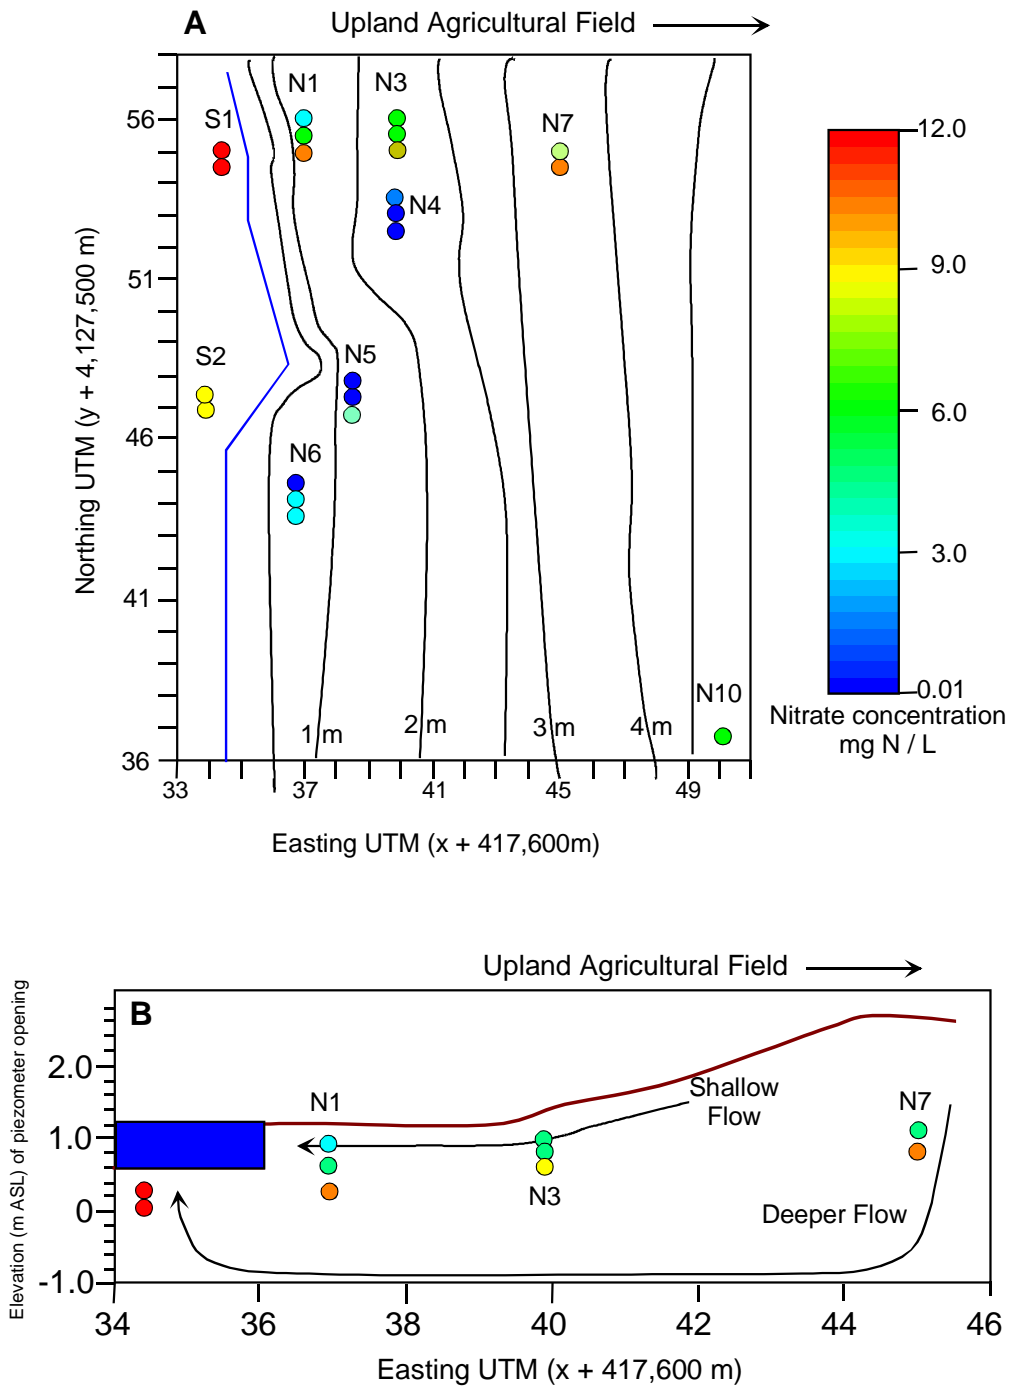 A
Upland Agricultural Field
N1
N3
S1
N7
N4
S2
N5
N6
N10
1 m
2 m
3 m
4 m
56
51
46
41
36
Northing UTM (y + 4,127,500 m)
33
37
41
45
49
Easting UTM (x + 417,600m)
12.0
9.0
6.0
3.0
0.01
Nitrate concentration
mg N / L
Upland Agricultural Field
B
N1
Shallow
Flow
N7
N3
Deeper Flow
2.0
1.0
0
-1.0
Elevation (m ASL) of piezometer opening
34
36
38
40
42
44
46
Easting UTM (x + 417,600 m)